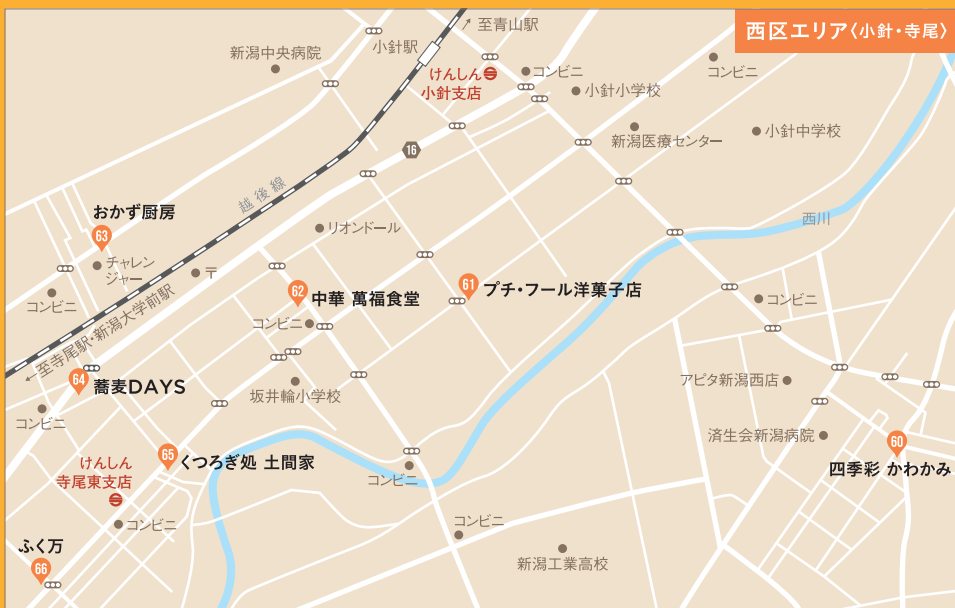 西区エリア〈小針・寺尾〉
至青山駅
小針駅
新潟中央病院
けんしん
小針支店
コンビニ
コンビニ
小針小学校
新潟医療センター
小針中学校
16
越後線
おかず厨房
63
リオンドール
西川
チャレン
ジャー
〒
コンビニ
62
中華 萬福食堂
61
プチ・フール洋菓子店
コンビニ
コンビニ
←至寺尾駅・新潟大学前駅
64
蕎麦DAYS
坂井輪小学校
アピタ新潟西店
コンビニ
済生会新潟病院
60
四季彩 かわかみ
65
くつろぎ処 土間家
けんしん
寺尾東支店
コンビニ
コンビニ
コンビニ
ふく万
66
新潟工業高校